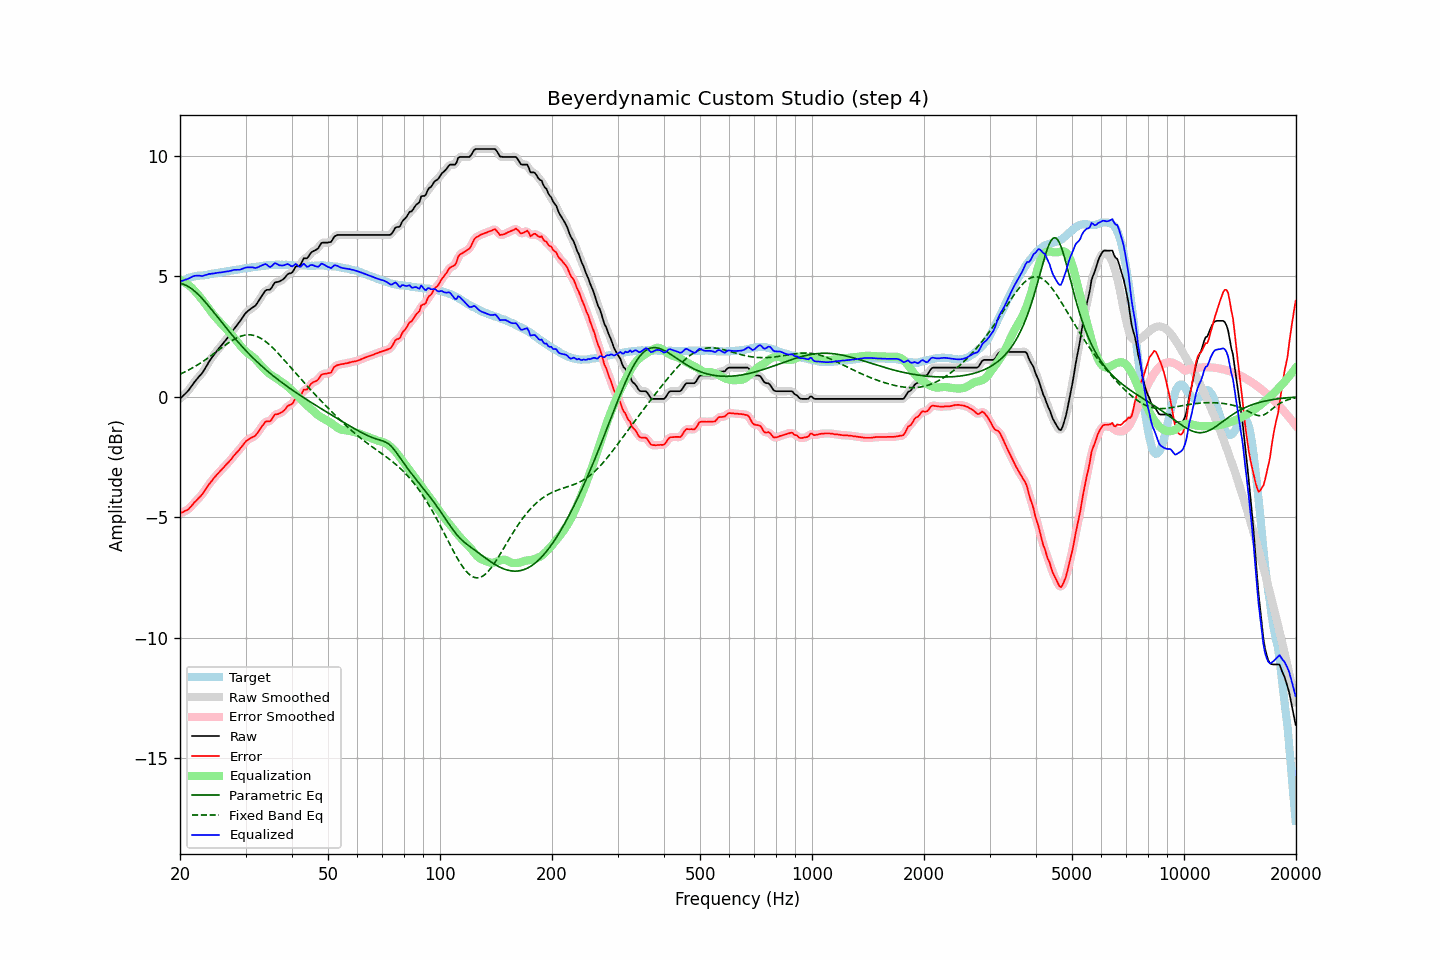 Beyerdynamic Custom Studio (step 4)
10
5
0
−5
−10
−15
Amplitude (dBr)
Target
Raw Smoothed
Error Smoothed
Raw
Error
Equalization
Parametric Eq
Fixed Band Eq
Equalized
20
50
100
200
500
1000
2000
5000
10000
20000
Frequency (Hz)